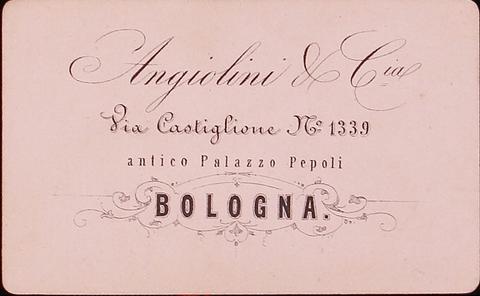 Angiolini & Cia.
Via Castiglione No 1339
antico Palazzo Pepoli
BOLOGNA.